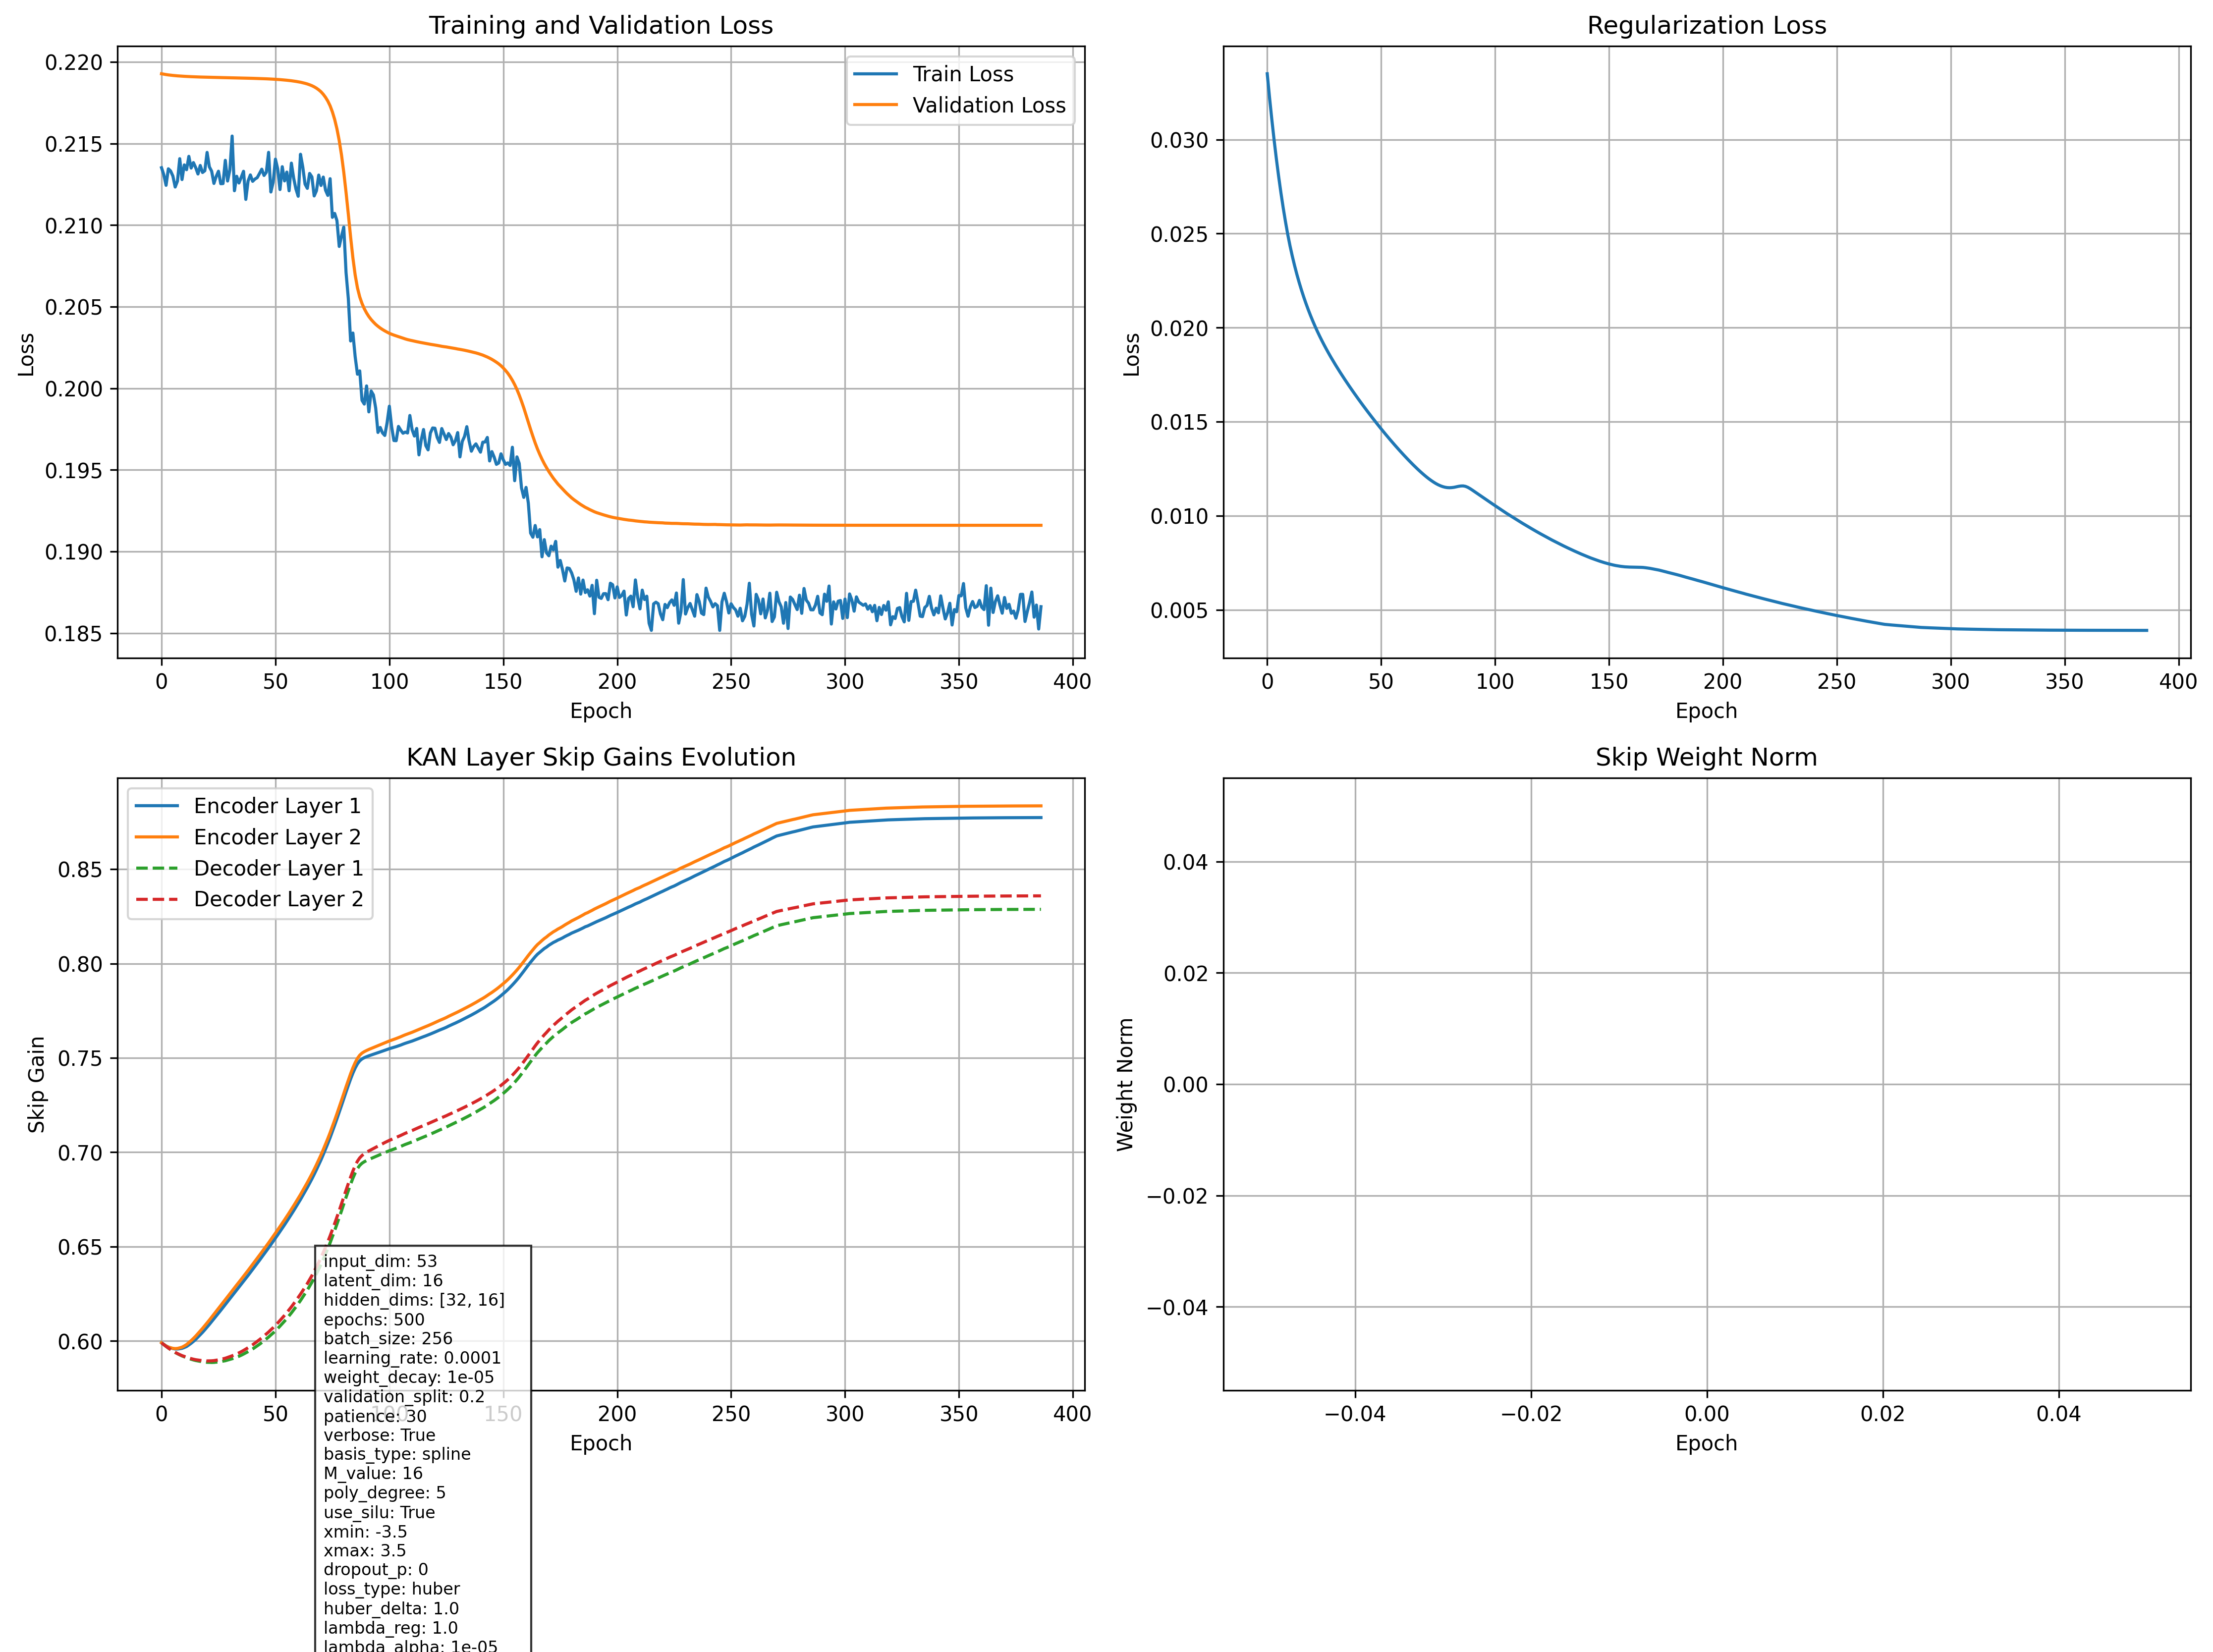 Training and Validation Loss
0.220
0.215
0.210
0.205
0.200
0.195
0.190
0.185
Loss
Train Loss
Validation Loss
0 50 100 150 200 250 300 350 400
Epoch
Regularization Loss
0.030
0.025
0.020
0.015
0.010
0.005
Loss
0 50 100 150 200 250 300 350 400
Epoch
KAN Layer Skip Gains Evolution
0.85
0.80
0.75
0.70
0.65
0.60
Skip Gain
Encoder Layer 1
Encoder Layer 2
Decoder Layer 1
Decoder Layer 2
0 50 100 150 200 250 300 350 400
Epoch
input_dim: 53
latent_dim: 16
hidden_dims: [32, 16]
epochs: 500
batch_size: 256
learning_rate: 0.0001
weight_decay: 1e-05
validation_split: 0.2
patience: 30
verbose: True
basis_type: spline
M_value: 16
poly_degree: 5
use_silu: True
xmin: -3.5
xmax: 3.5
dropout_p: 0
loss_type: huber
huber_delta: 1.0
lambda_reg: 1.0
lambda_alpha: 1e-05
Skip Weight Norm
0.04
0.02
0.00
−0.02
−0.04
Weight Norm
−0.04 −0.02 0.00 0.02 0.04
Epoch